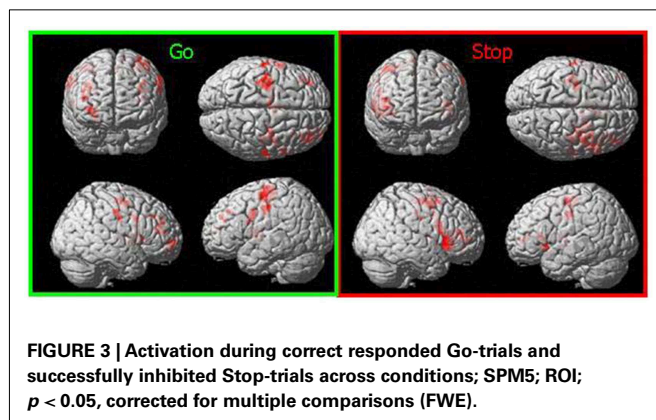 Go
Stop
FIGURE 3 | Activation during correct responded Go-trials and
successfully inhibited Stop-trials across conditions; SPM5; ROI;
p < 0.05, corrected for multiple comparisons (FWE).